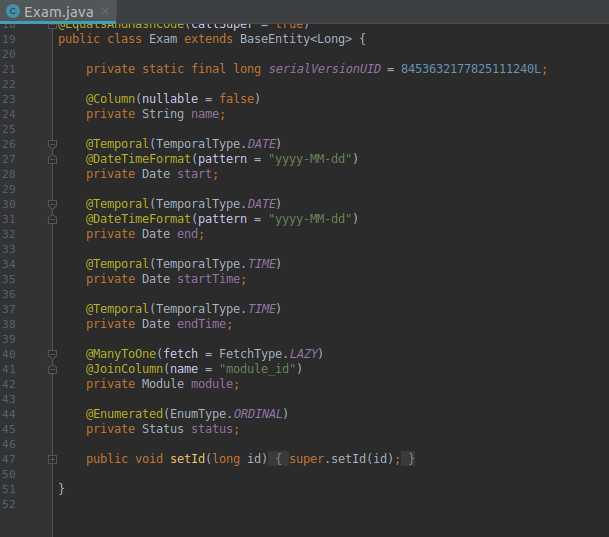 Exam.java ×
18 @EqualsAndHashCode(callSuper = true)
19 public class Exam extends BaseEntity<Long> {
20
21 private static final long serialVersionUID = 8453632177825111240L;
22
23 @Column(nullable = false)
24 private String name;
25
26 @Temporal(TemporalType.DATE)
27 @DateTimeFormat(pattern = "yyyy-MM-dd")
28 private Date start;
29
30 @Temporal(TemporalType.DATE)
31 @DateTimeFormat(pattern = "yyyy-MM-dd")
32 private Date end;
33
34 @Temporal(TemporalType.TIME)
35 private Date startTime;
36
37 @Temporal(TemporalType.TIME)
38 private Date endTime;
39
40 @ManyToOne(fetch = FetchType.LAZY)
41 @JoinColumn(name = "module_id")
42 private Module module;
43
44 @Enumerated(EnumType.ORDINAL)
45 private Status status;
46
47 public void setId(long id) { super.setId(id); }
50
51 }
52